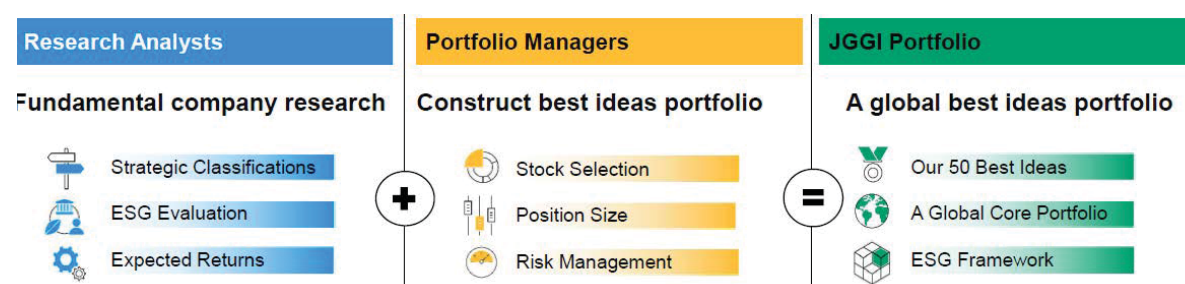 Research Analysts
Fundamental company research
Strategic Classifications
ESG Evaluation
Expected Returns
+
Portfolio Managers
Construct best ideas portfolio
Stock Selection
Position Size
Risk Management
=
JGGI Portfolio
A global best ideas portfolio
Our 50 Best Ideas
A Global Core Portfolio
ESG Framework